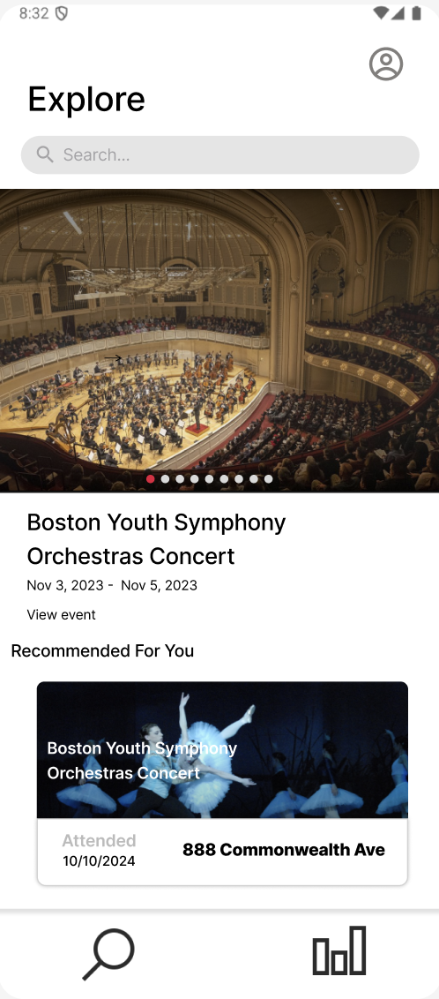 8:32
Explore
Search...
Boston Youth Symphony
Orchestras Concert
Nov 3, 2023 - Nov 5, 2023
View event
Recommended For You
Boston Youth Symphony
Orchestras Concert
Attended
10/10/2024
888 Commonwealth Ave